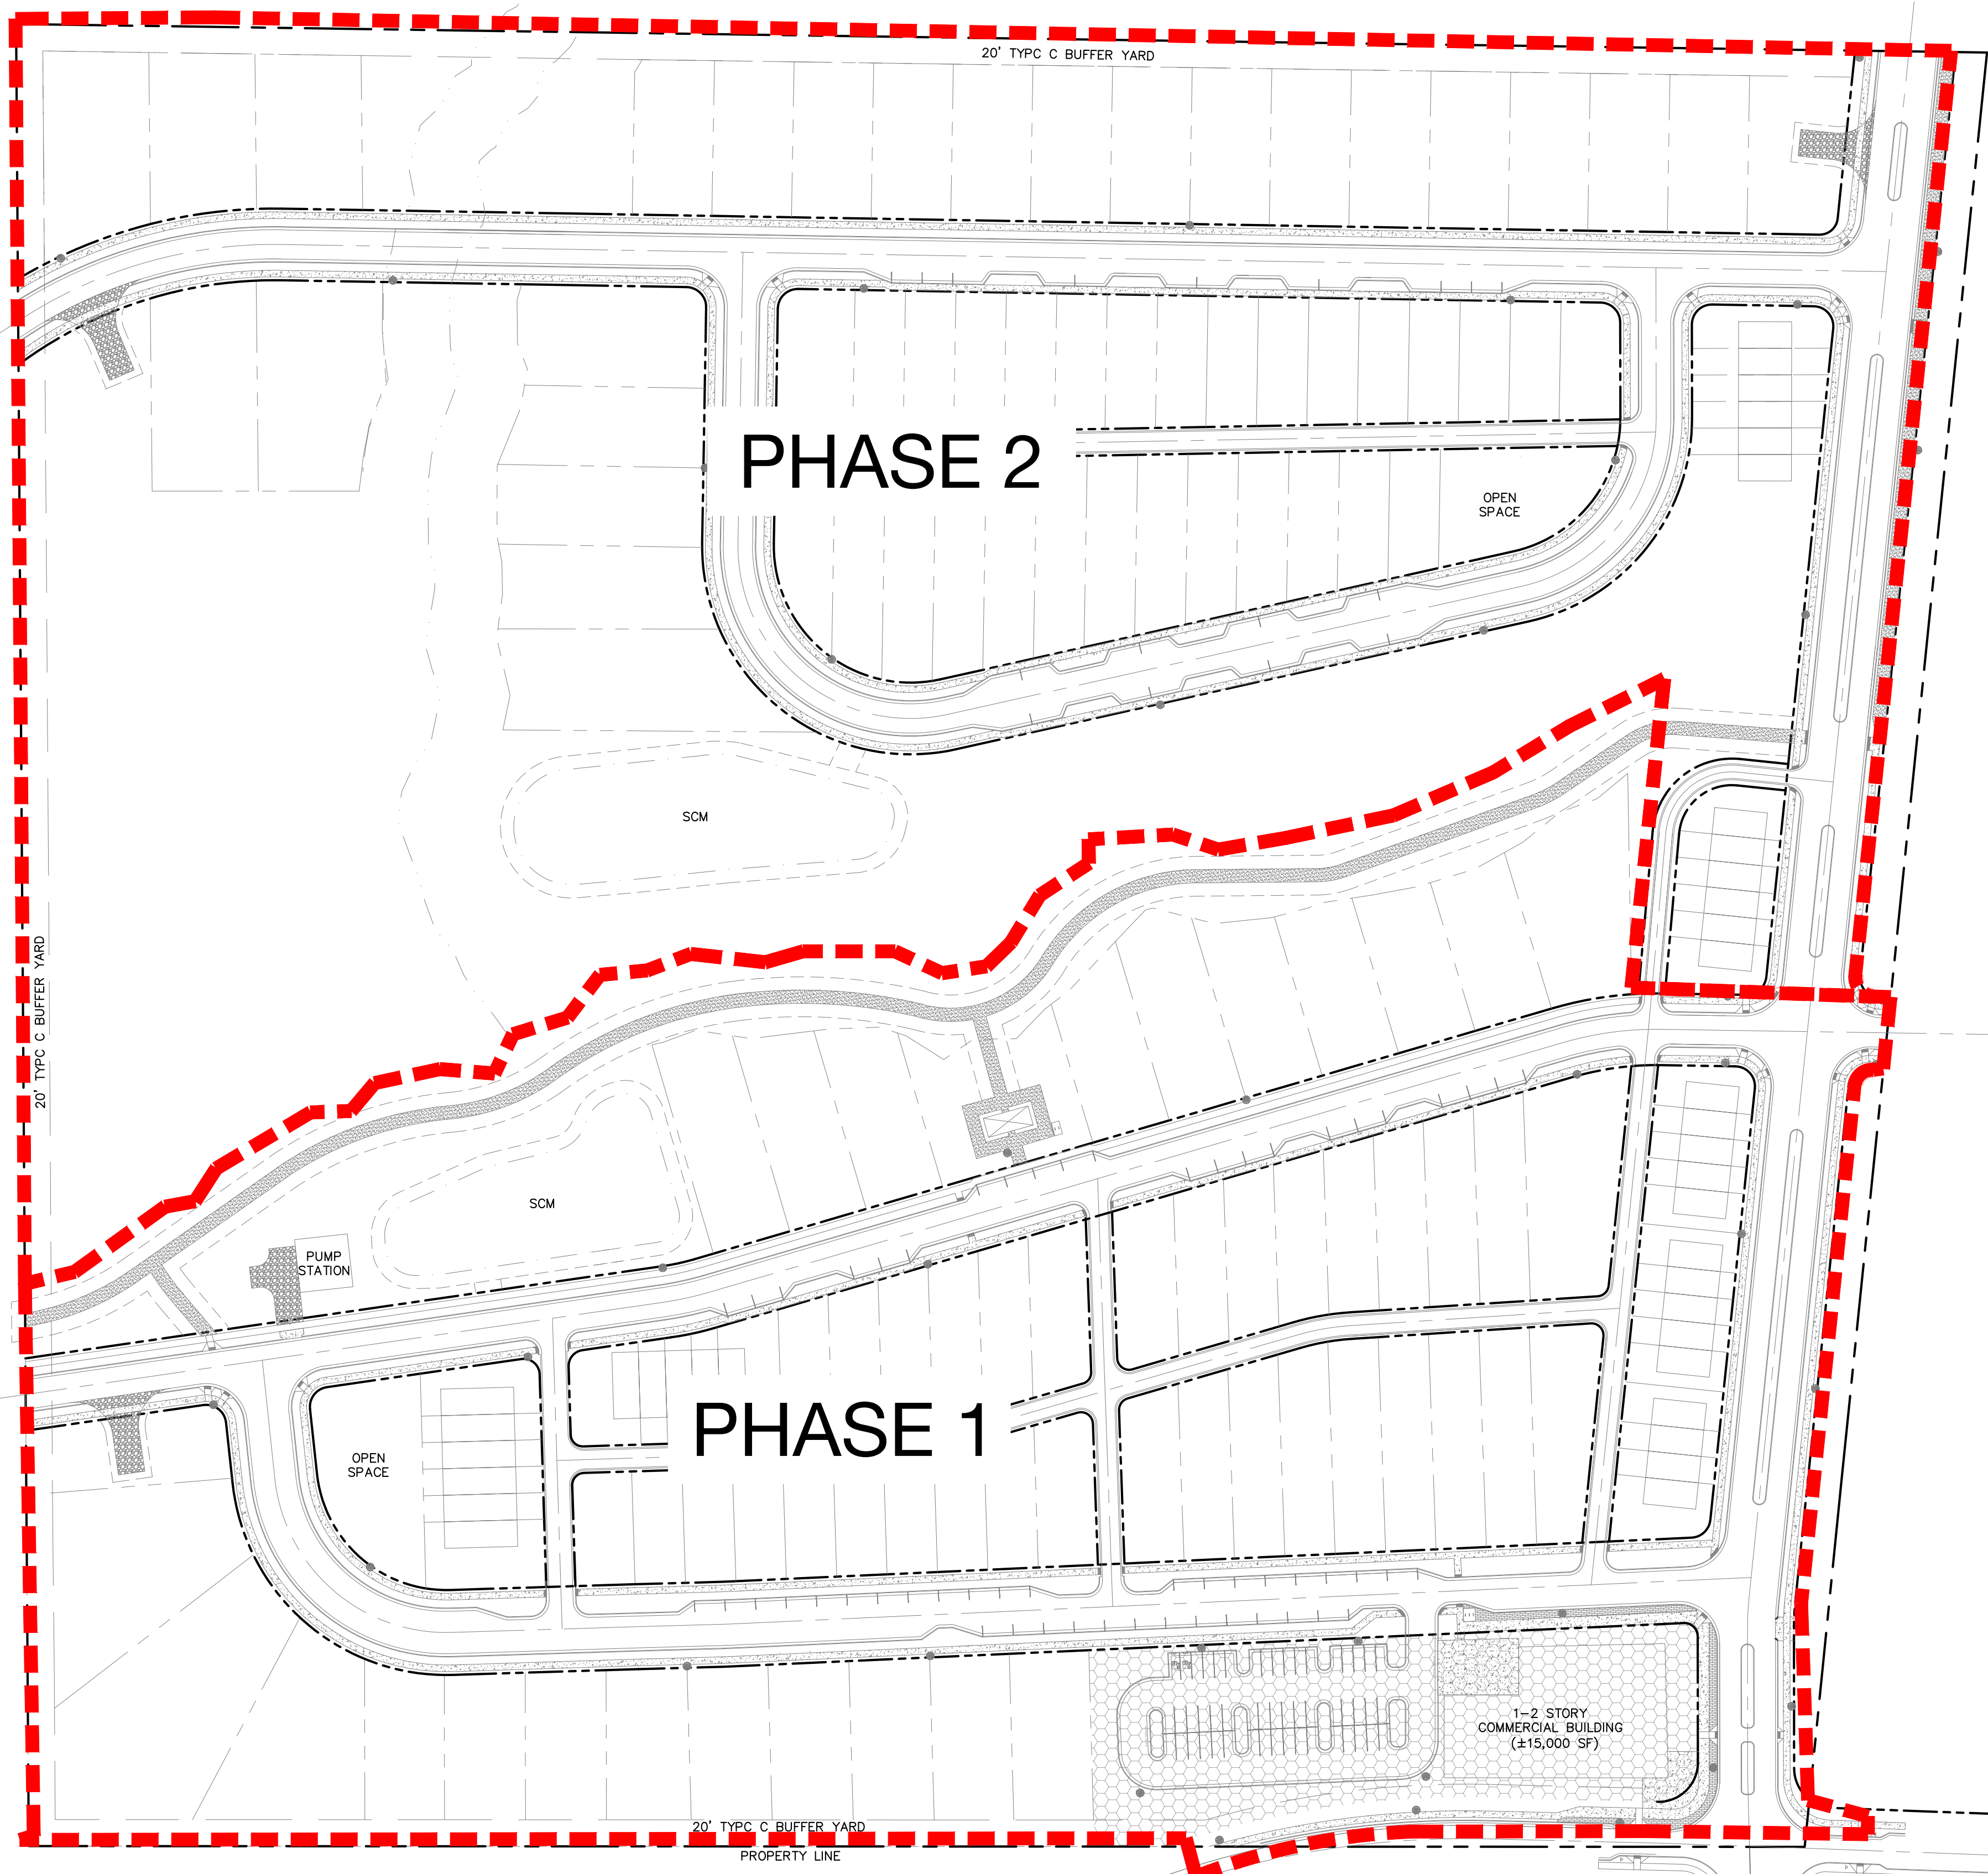 20' TYPC C BUFFER YARD
PHASE 2
OPEN
SPACE
SCM
20' TYPC C BUFFER YARD
SCM
PUMP
STATION
PHASE 1
OPEN
SPACE
1-2 STORY
COMMERCIAL BUILDING
(±15,000 SF)
20' TYPC C BUFFER YARD
PROPERTY LINE